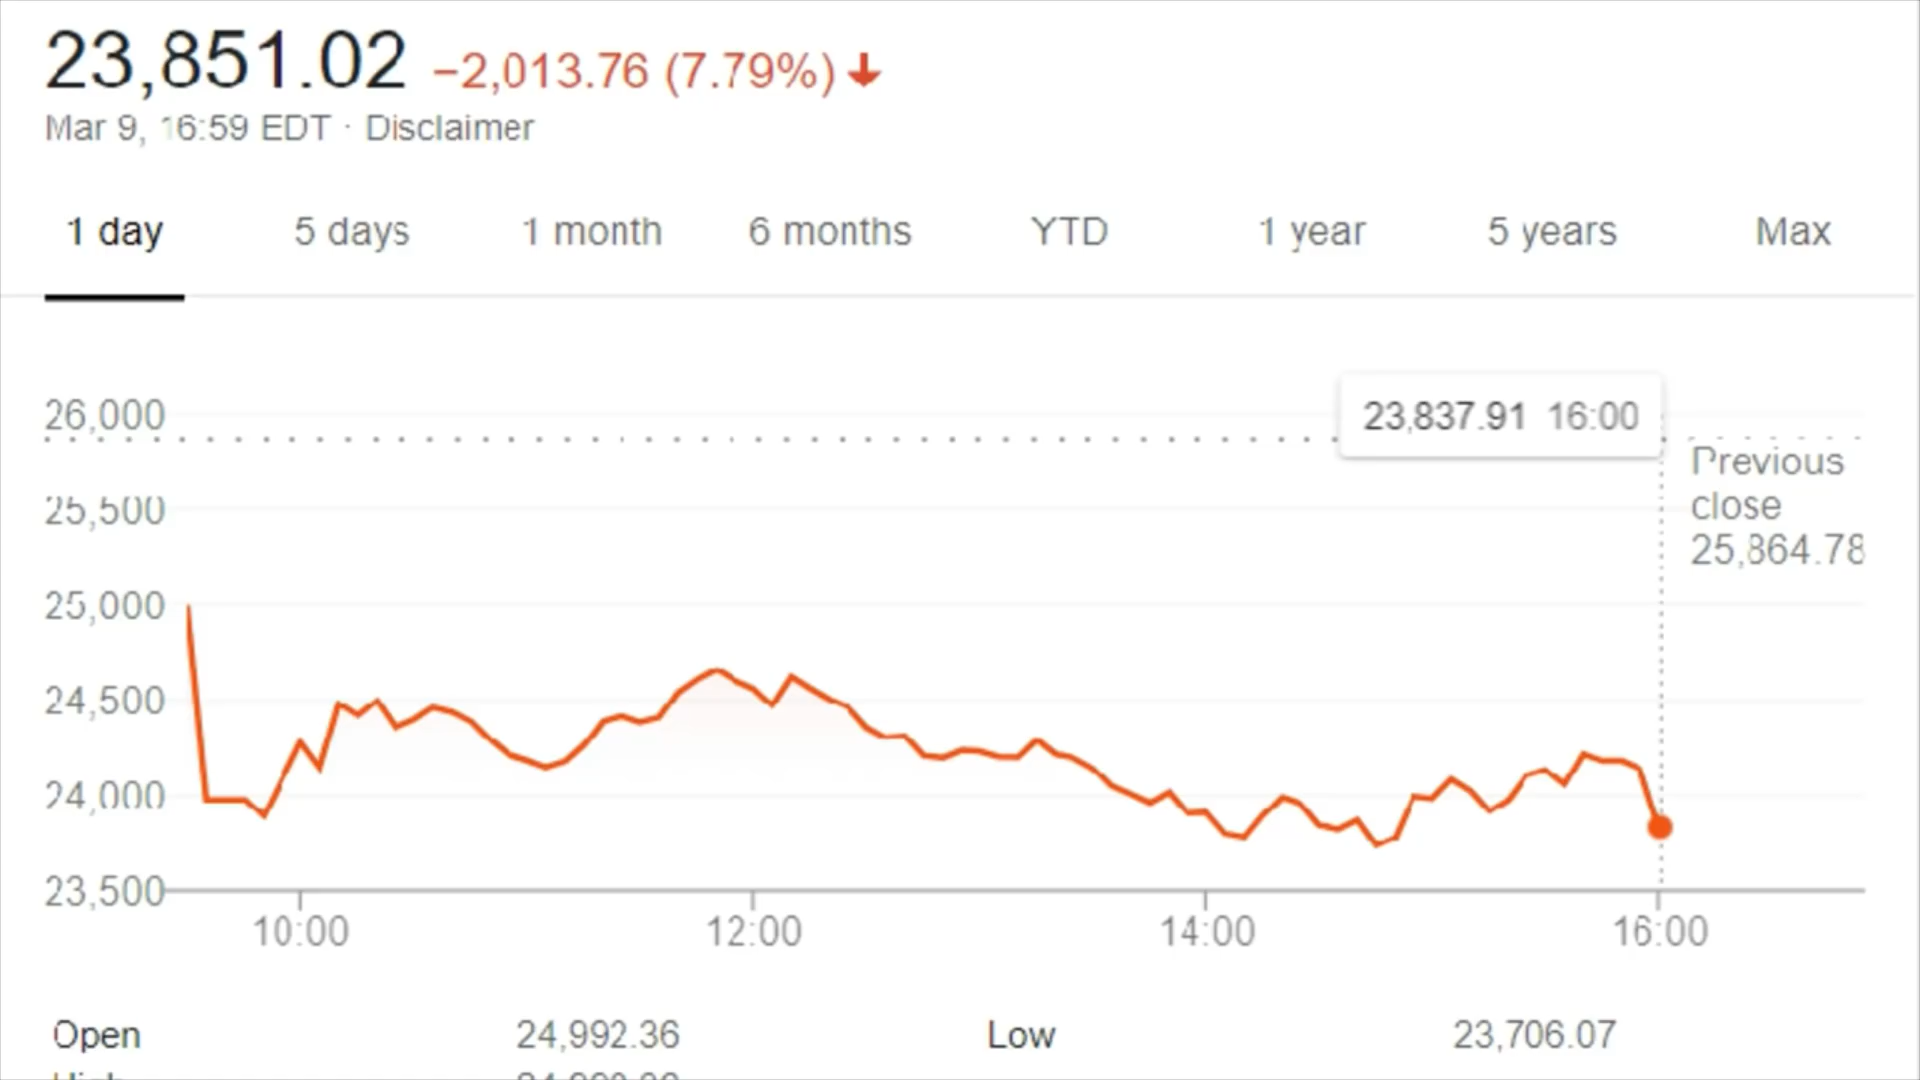 23,851.02 −2,013.76 (7.79%)
Mar 9, 16:59 EDT · Disclaimer
1 day 5 days 1 month 6 months YTD 1 year 5 years Max
26,000
23,837.91 16:00
Previous
close
25,864.78
25,500
25,000
24,500
24,000
23,500
10:00 12:00 14:00 16:00
Open 24,992.36 Low 23,706.07